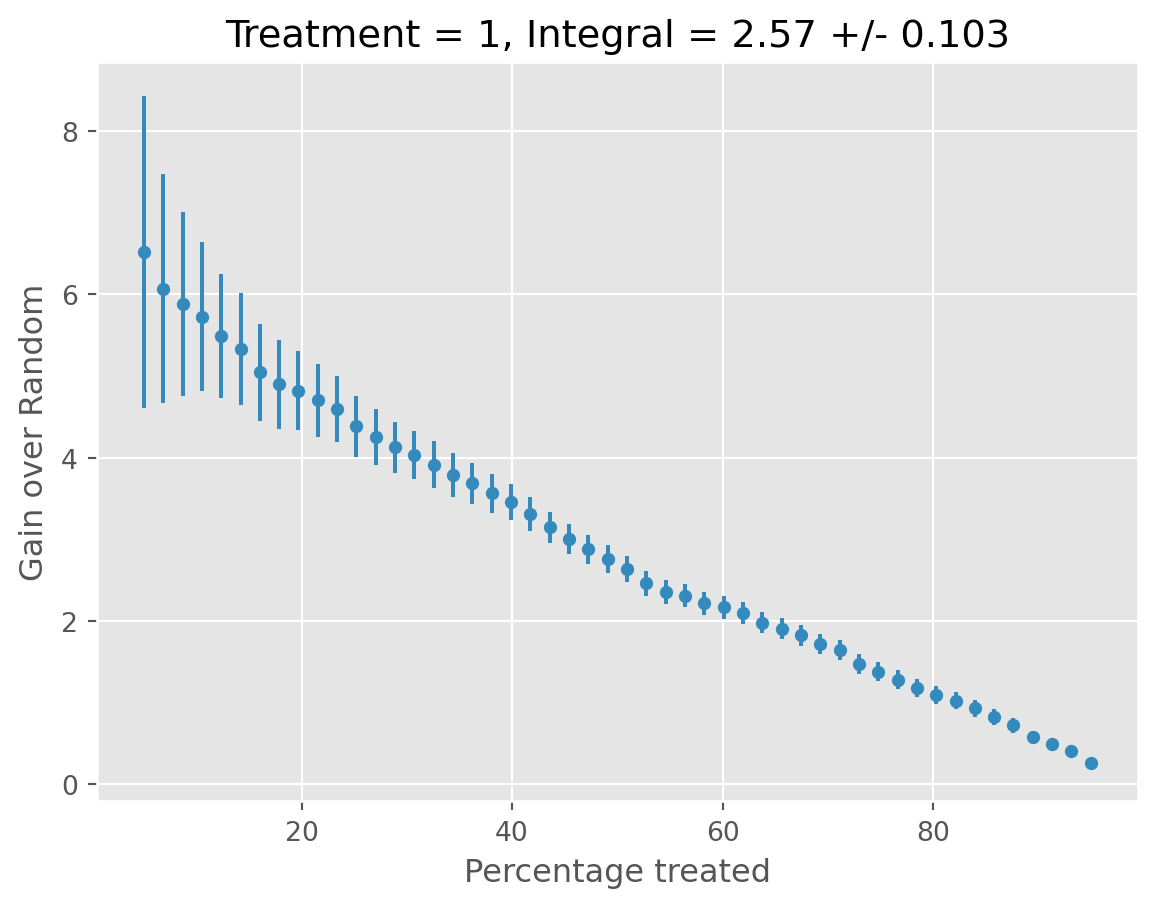 Treatment = 1, Integral = 2.57 +/- 0.103
Gain over Random
8
6
4
2
0
20 40 60 80
Percentage treated